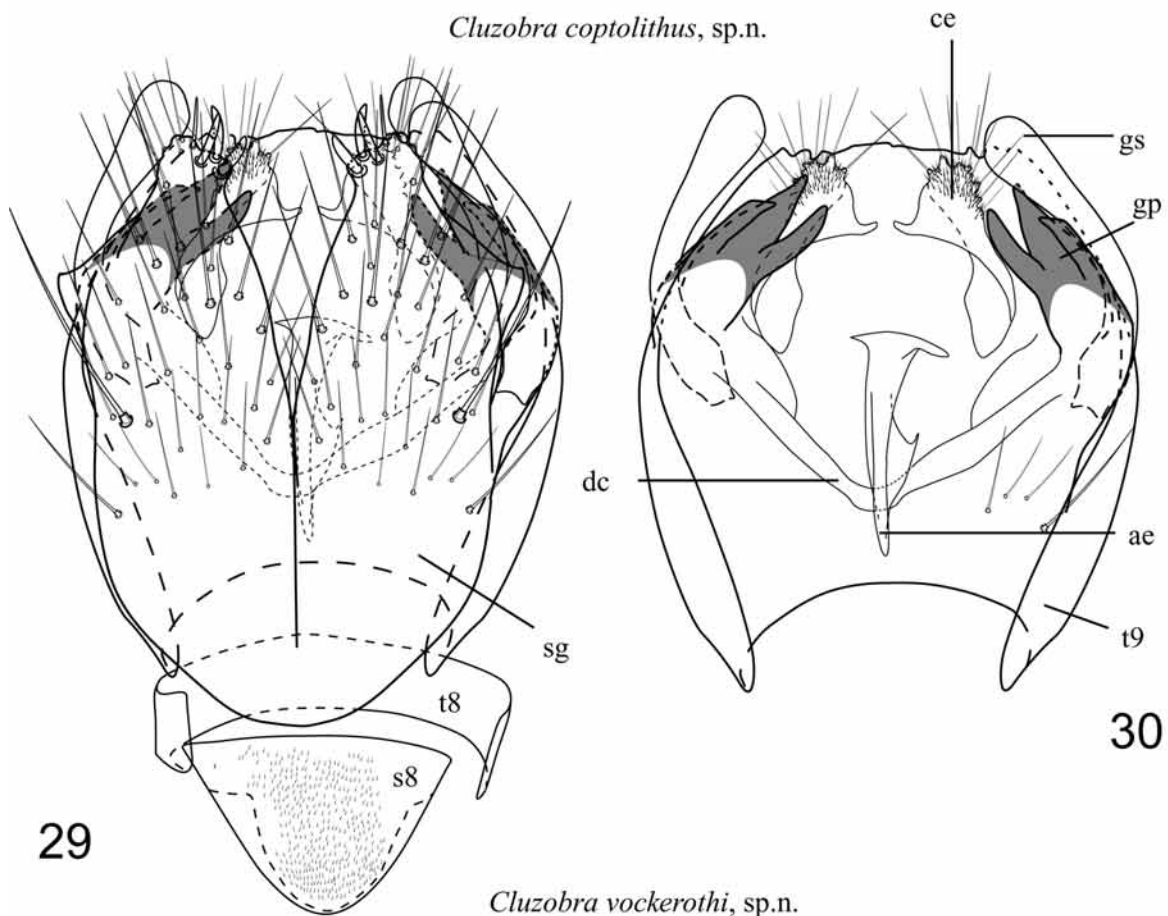 Cluzobra coptolithus, sp.n.
ce
gs
gp
dc
ae
sg
t9
t8
30
s8
29
Cluzobra vockerothi, sp.n.